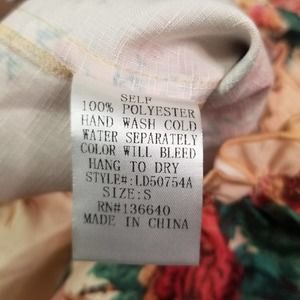 SELF
100% POLYESTER
HAND WASH COLD
WATER SEPARATELY
COLOR WILL BLEED
HANG TO DRY
STYLE#:LD50754A
SIZE:S
RN#136640
MADE IN CHINA